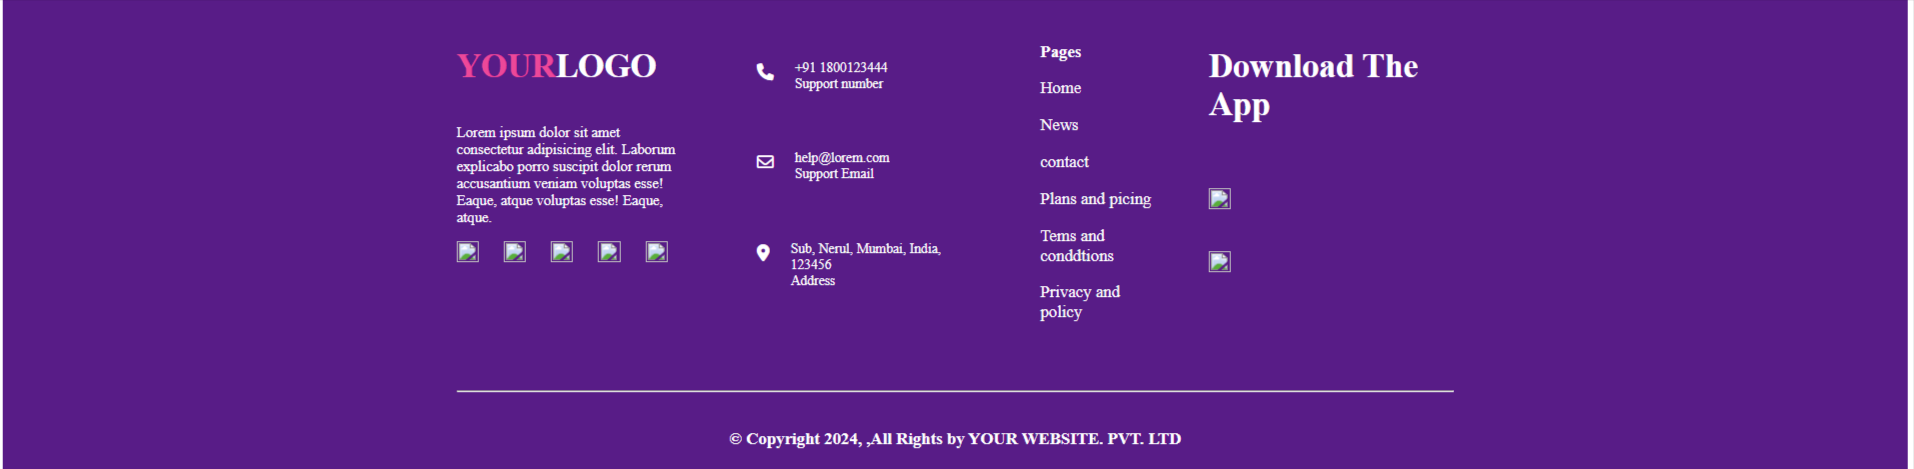 YOURLOGO
Lorem ipsum dolor sit amet
consectetur adipisicing elit. Laborum
explicabo porro suscipit dolor rerum
accusantium veniam voluptas esse!
Eaque, atque voluptas esse! Eaque,
atque.
+91 1800123444
Support number
help@lorem.com
Support Email
Sub, Nerul, Mumbai, India,
123456
Address
Pages
Home
News
contact
Plans and picing
Tems and
conddtions
Privacy and
policy
Download The
App
© Copyright 2024, ,All Rights by YOUR WEBSITE. PVT. LTD